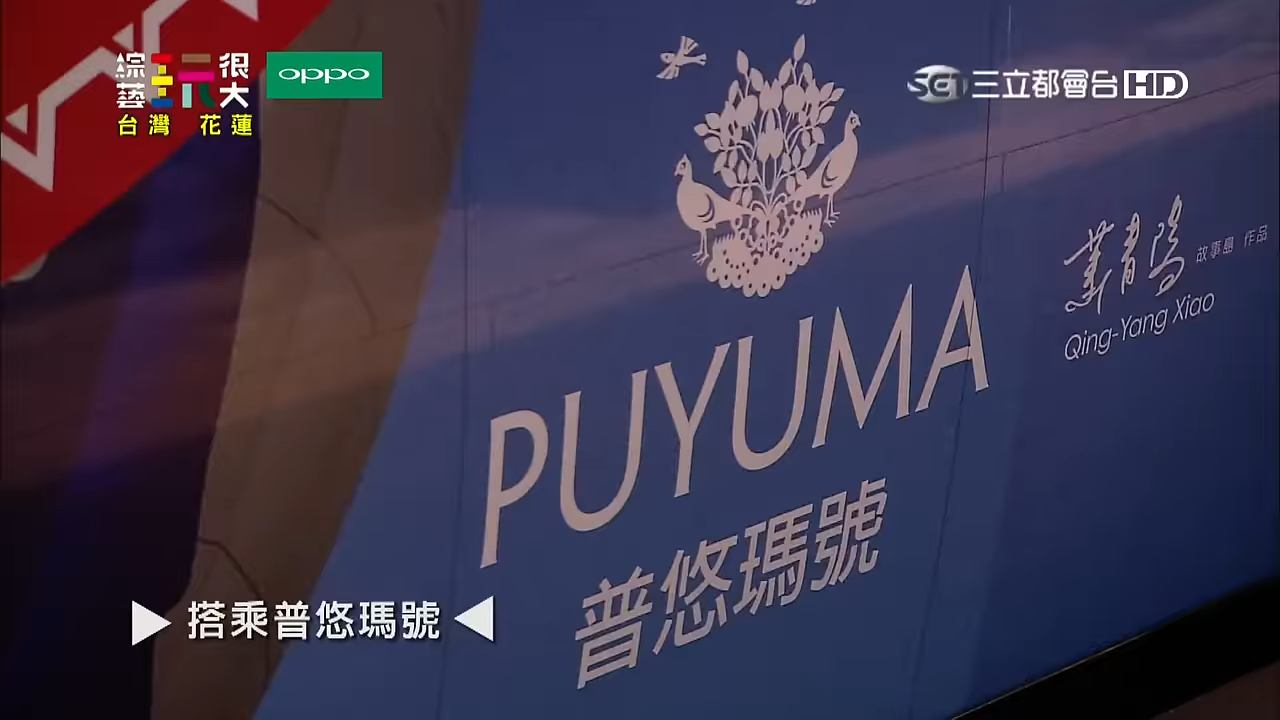 綜藝玩很大
台灣 花蓮
oppo
SET三立都會台HD
蕭青陽 故事島 作品
Qing-Yang Xiao
PUYUMA
普悠瑪號
搭乘普悠瑪號